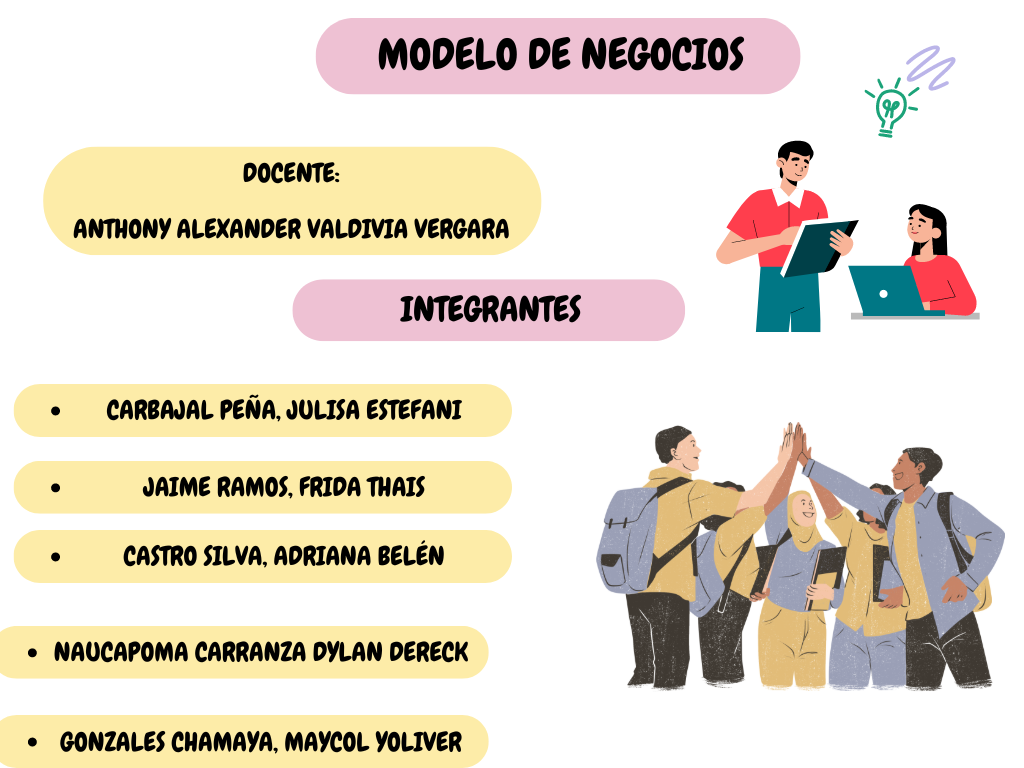 MODELO DE NEGOCIOS
DOCENTE:
ANTHONY ALEXANDER VALDIVIA VERGARA
INTEGRANTES
• CARBAJAL PEÑA, JULISA ESTEFANI
• JAIME RAMOS, FRIDA THAIS
• CASTRO SILVA, ADRIANA BELÉN
• NAUCAPOMA CARRANZA DYLAN DERECK
• GONZALES CHAMAYA, MAYCOL YOLIVER